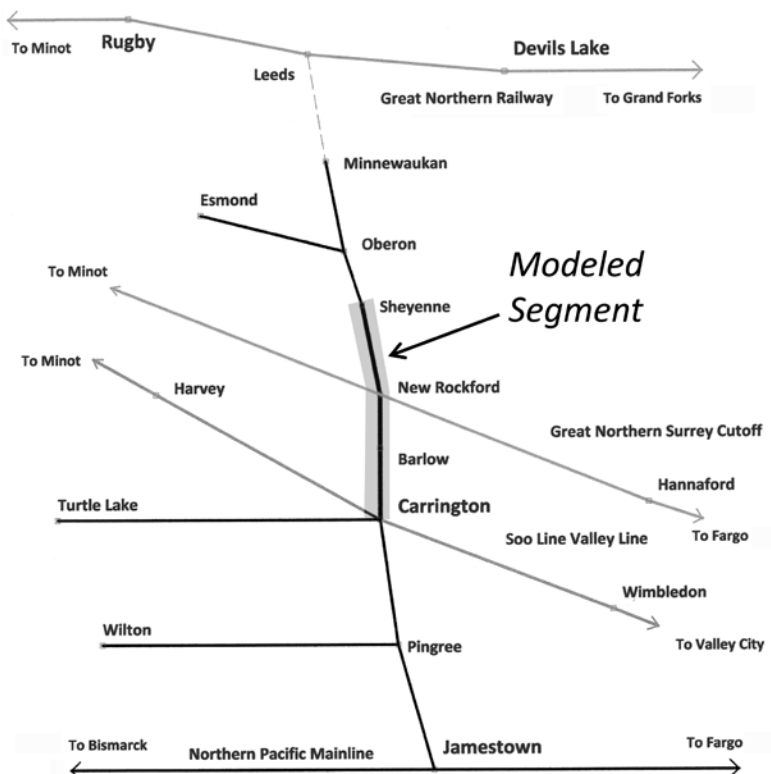 To Minot
Rugby
Leeds
Devils Lake
Great Northern Railway
To Grand Forks
Minnewaukan
Esmond
Oberon
To Minot
Modeled
Segment
Sheyenne
To Minot
Harvey
New Rockford
Great Northern Surrey Cutoff
Barlow
Hannaford
Turtle Lake
Carrington
To Fargo
Soo Line Valley Line
Wimbledon
Wilton
Pingree
To Valley City
To Bismarck
Northern Pacific Mainline
Jamestown
To Fargo